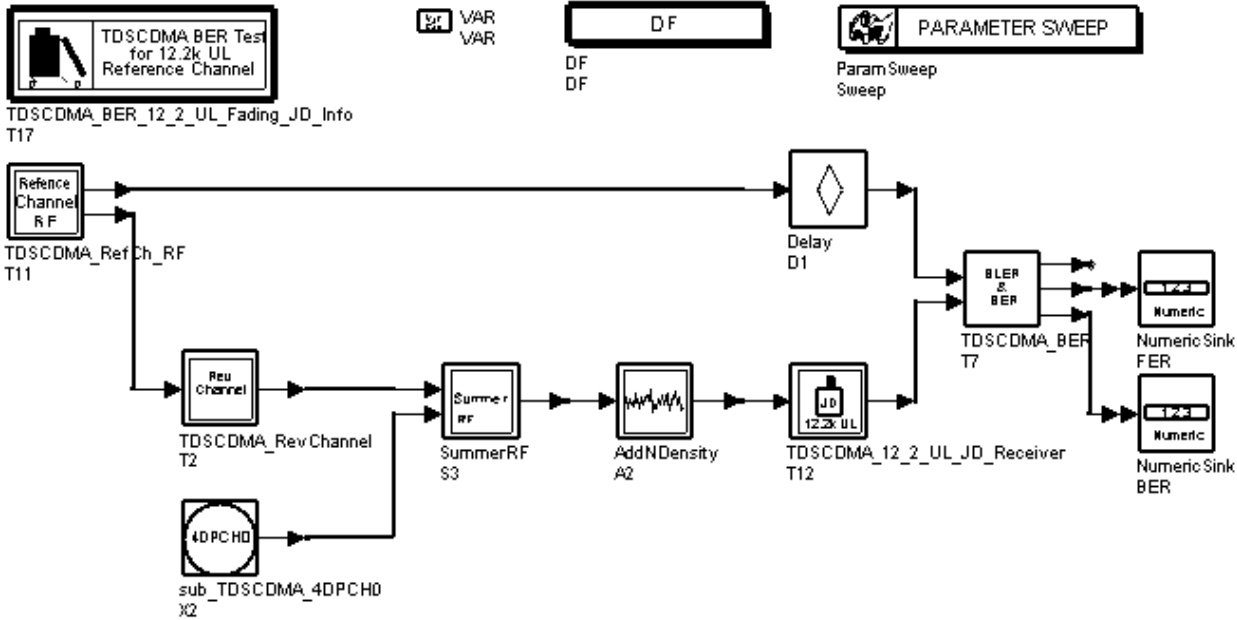 TDSCDMA BER Test
for 12.2k UL
Reference Channel
TDSCDMA_BER_12_2_UL_Fading_JD_Info
T17
VAR
VAR
DF
DF
DF
PARAMETER SWEEP
ParamSweep
Sweep
Refence
Channel
RF
TDSCDMA_RefCh_RF
T11
Delay
D1
BLER
&
BER
TDSCDMA_BER
T7
123
Numeric
NumericSink
FER
123
Numeric
NumericSink
BER
Rev
Channel
TDSCDMA_RevChannel
T2
Summer
RF
SummerRF
S3
AddNDensity
A2
JD
12.2k UL
TDSCDMA_12_2_UL_JD_Receiver
T12
4DPCH0
sub_TDSCDMA_4DPCH0
X2